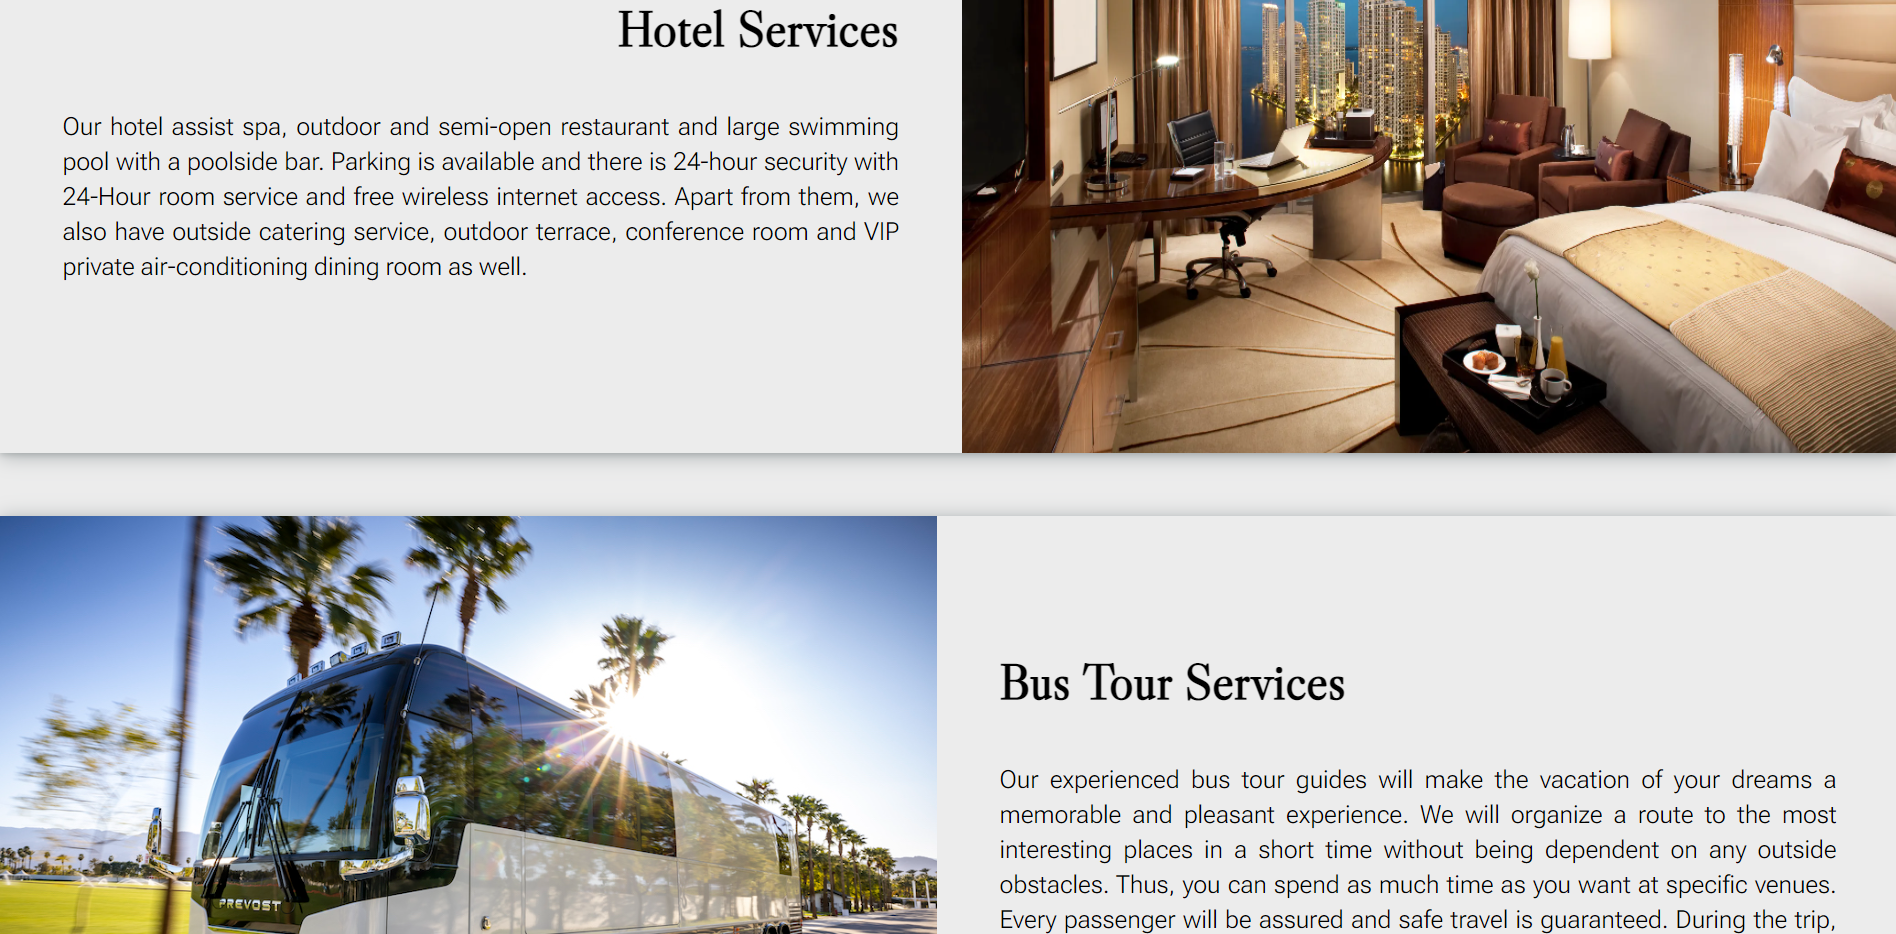 Hotel Services
Our hotel assist spa, outdoor and semi-open restaurant and large swimming
pool with a poolside bar. Parking is available and there is 24-hour security with
24-Hour room service and free wireless internet access. Apart from them, we
also have outside catering service, outdoor terrace, conference room and VIP
private air-conditioning dining room as well.
PREVOST
Bus Tour Services
Our experienced bus tour guides will make the vacation of your dreams a
memorable and pleasant experience. We will organize a route to the most
interesting places in a short time without being dependent on any outside
obstacles. Thus, you can spend as much time as you want at specific venues.
Every passenger will be assured and safe travel is guaranteed. During the trip,